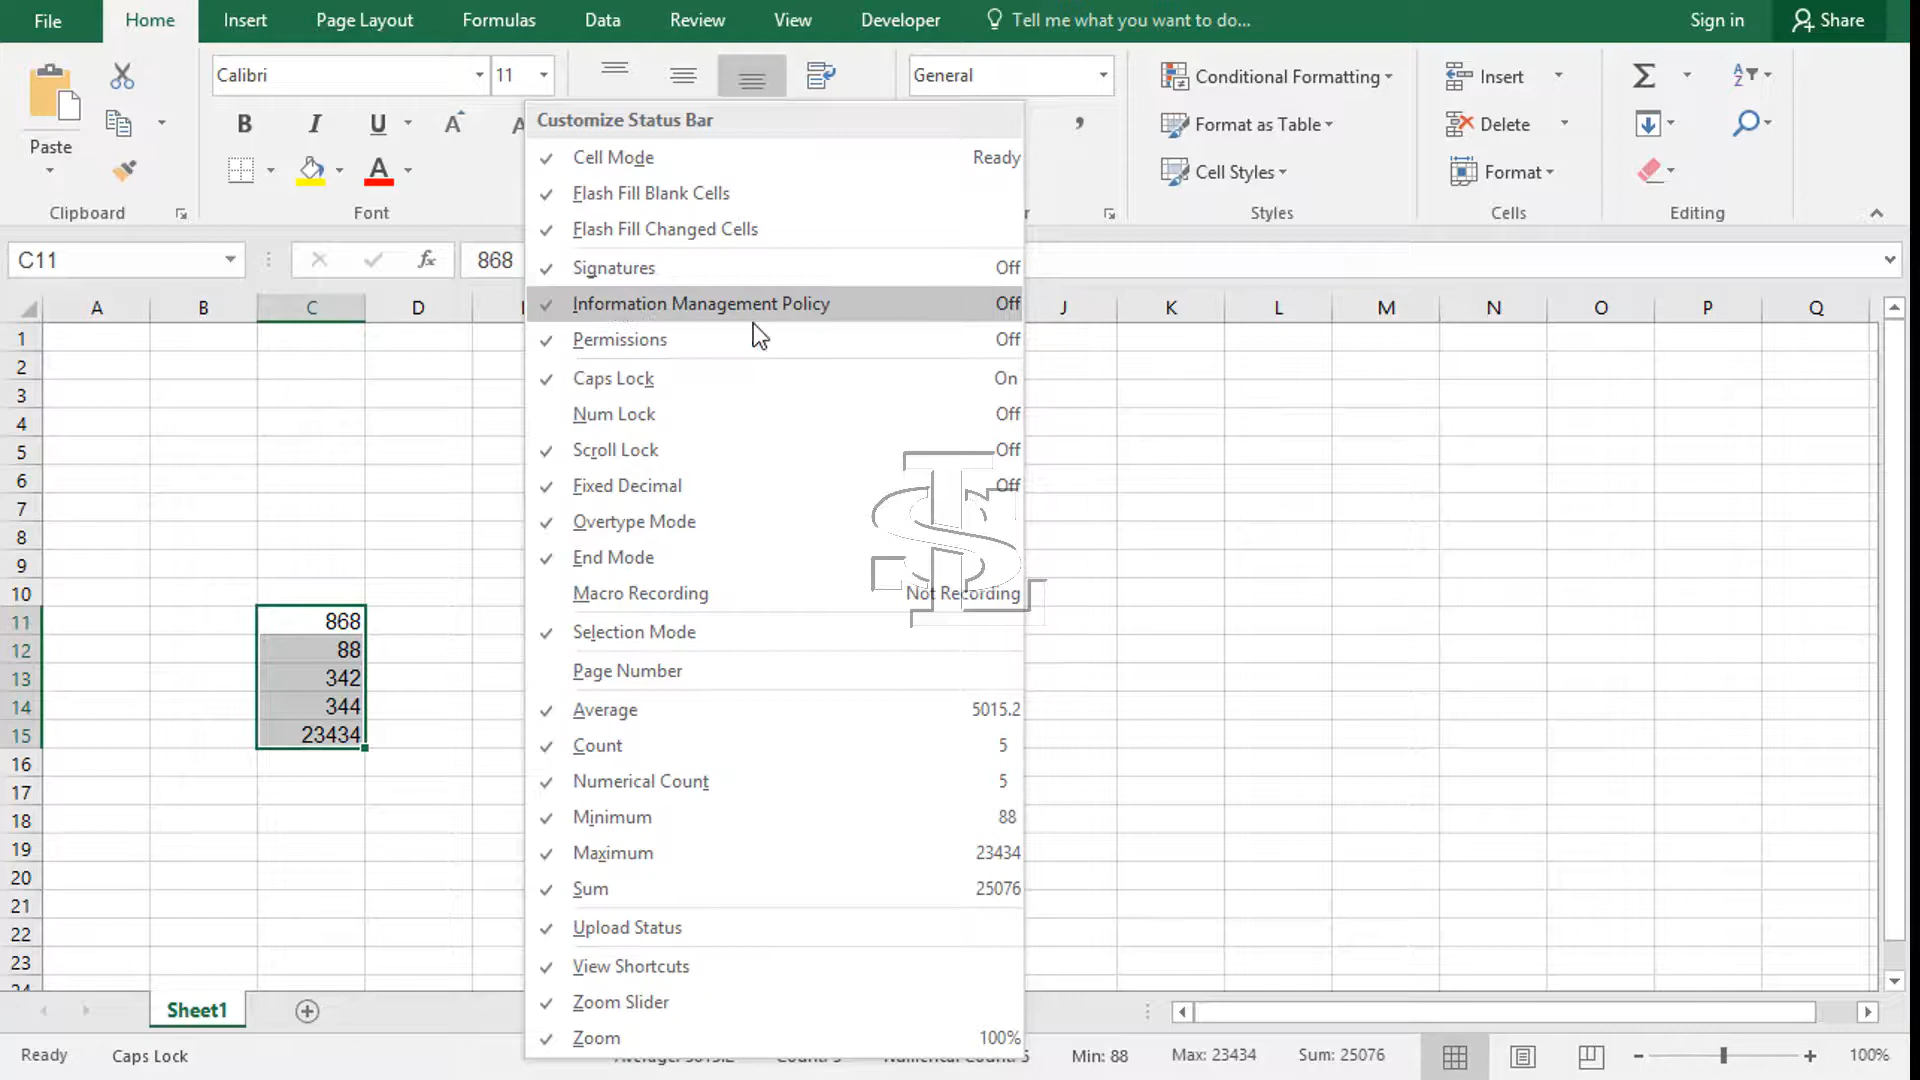 File Home Insert Page Layout Formulas Data Review View Developer Tell me what you want to do... Sign in Share
Calibri 11 General
Paste
B I U A A ,
A
Conditional Formatting
Format as Table
Cell Styles
Insert
Delete
Format
Clipboard Font Styles Cells Editing
C11 fx 868
A B C D J K L M N O P Q
1
2
3
4
5
6
7
8
9
10
11 868
12 88
13 342
14 344
15 23434
16
17
18
19
20
21
22
23
Customize Status Bar
Cell Mode Ready
Flash Fill Blank Cells
Flash Fill Changed Cells
Signatures Off
Information Management Policy Off
Permissions Off
Caps Lock On
Num Lock Off
Scroll Lock Off
Fixed Decimal Off
Overtype Mode
End Mode
Macro Recording Not Recording
Selection Mode
Page Number
Average 5015.2
Count 5
Numerical Count 5
Minimum 88
Maximum 23434
Sum 25076
Upload Status
View Shortcuts
Zoom Slider
Zoom 100%
Sheet1
Ready Caps Lock Min: 88 Max: 23434 Sum: 25076 100%